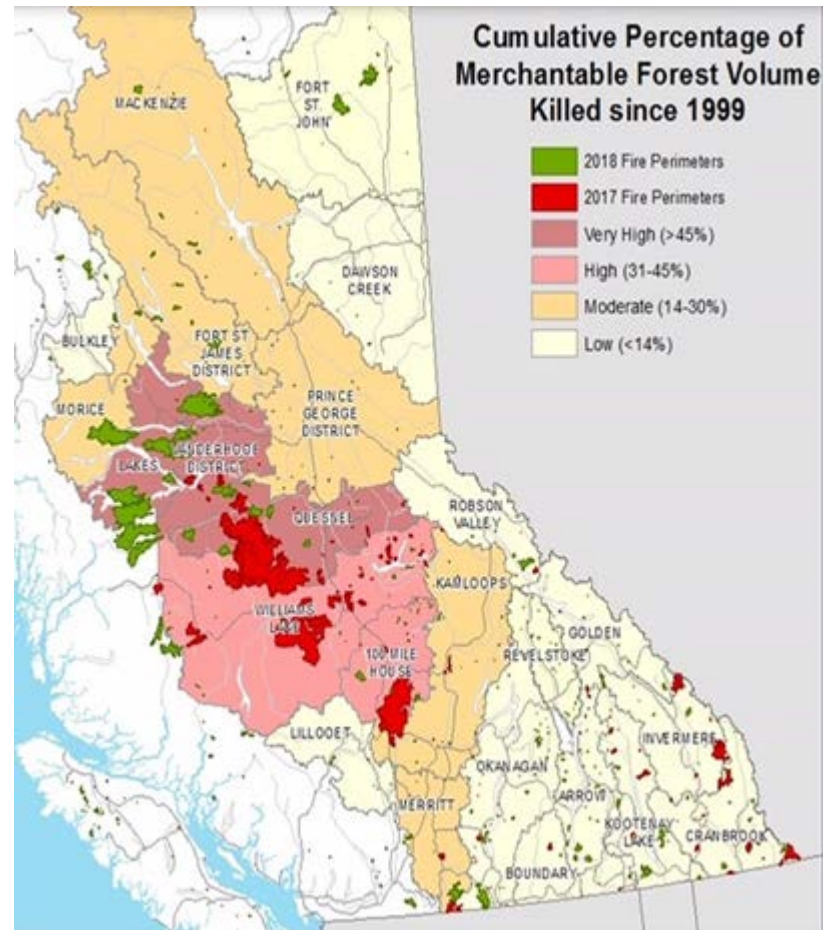 Cumulative Percentage of
Merchantable Forest Volume
Killed since 1999
2018 Fire Perimeters
2017 Fire Perimeters
Very High (>45%)
High (31-45%)
Moderate (14-30%)
Low (<14%)
MACKENZIE
FORT
ST
JOHN
DAWSON
CREEK
BULKLEY
FORT ST
JAMES
DISTRICT
MORICE
PRINCE
GEORGE
DISTRICT
LAKES
VANDERHOOF
DISTRICT
QUESNEL
ROBSON
VALLEY
KAMLOOPS
WILLIAMS
LAKE
100 MILE
HOUSE
GOLDEN
REVELSTOKE
LILLOOET
INVERMERE
OKANAGAN
MERRITT
ARROW
KOOTENAY
LAKE
CRANBROOK
BOUNDARY